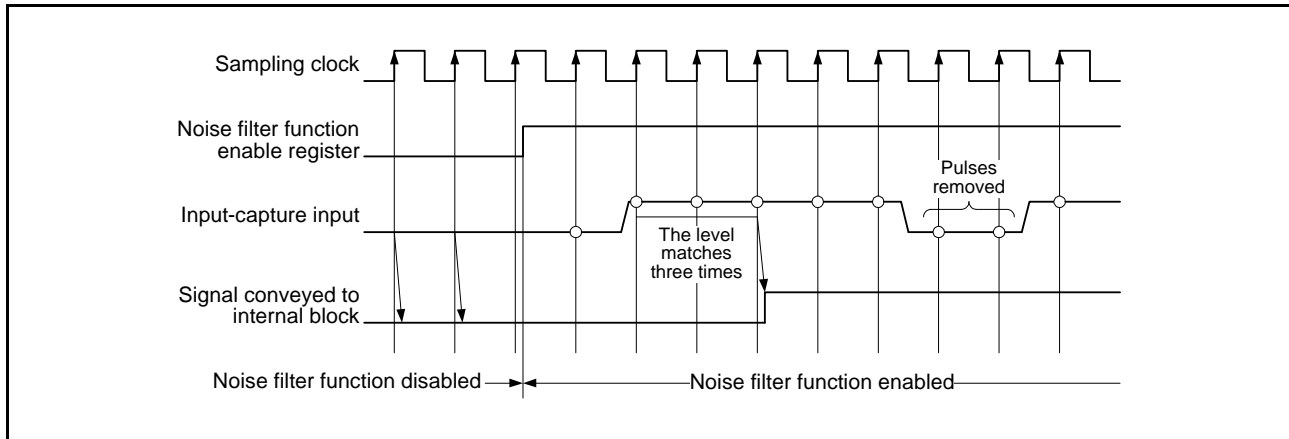 Sampling clock
Noise filter function
enable register
Pulses
removed
Input-capture input
The level
matches
three times
Signal conveyed to
internal block
Noise filter function disabled
Noise filter function enabled